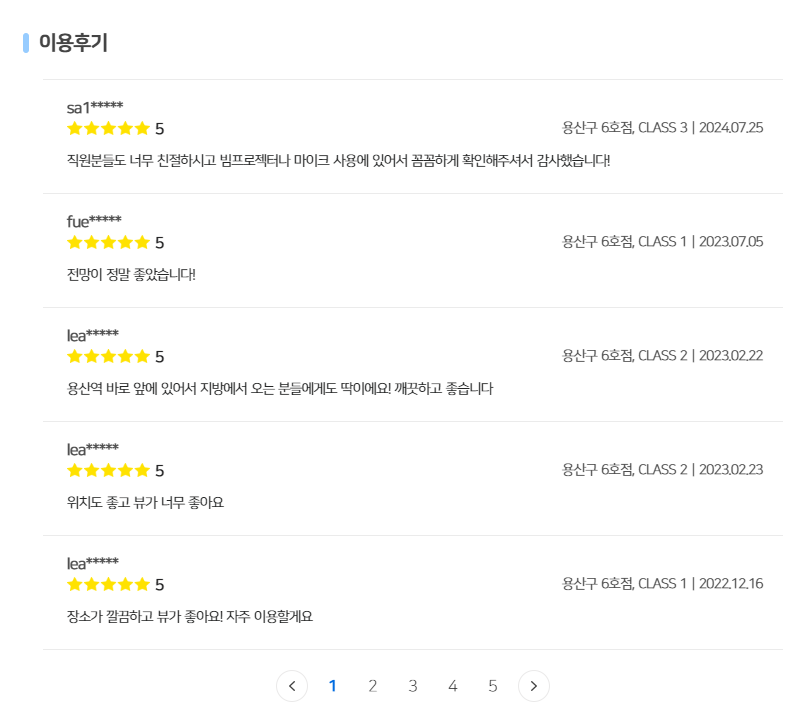 이용후기
sa1*****
★★★★★ 5
용산구 6호점, CLASS 3 | 2024.07.25
직원분들도 너무 친절하시고 빔프로젝터나 마이크 사용에 있어서 꼼꼼하게 확인해주셔서 감사했습니다!
fue*****
★★★★★ 5
용산구 6호점, CLASS 1 | 2023.07.05
전망이 정말 좋았습니다!
lea*****
★★★★★ 5
용산구 6호점, CLASS 2 | 2023.02.22
용산역 바로 앞에 있어서 지방에서 오는 분들에게도 딱이에요! 깨끗하고 좋습니다
lea*****
★★★★★ 5
용산구 6호점, CLASS 2 | 2023.02.23
위치도 좋고 뷰가 너무 좋아요
lea*****
★★★★★ 5
용산구 6호점, CLASS 1 | 2022.12.16
장소가 깔끔하고 뷰가 좋아요! 자주 이용할게요
1 2 3 4 5